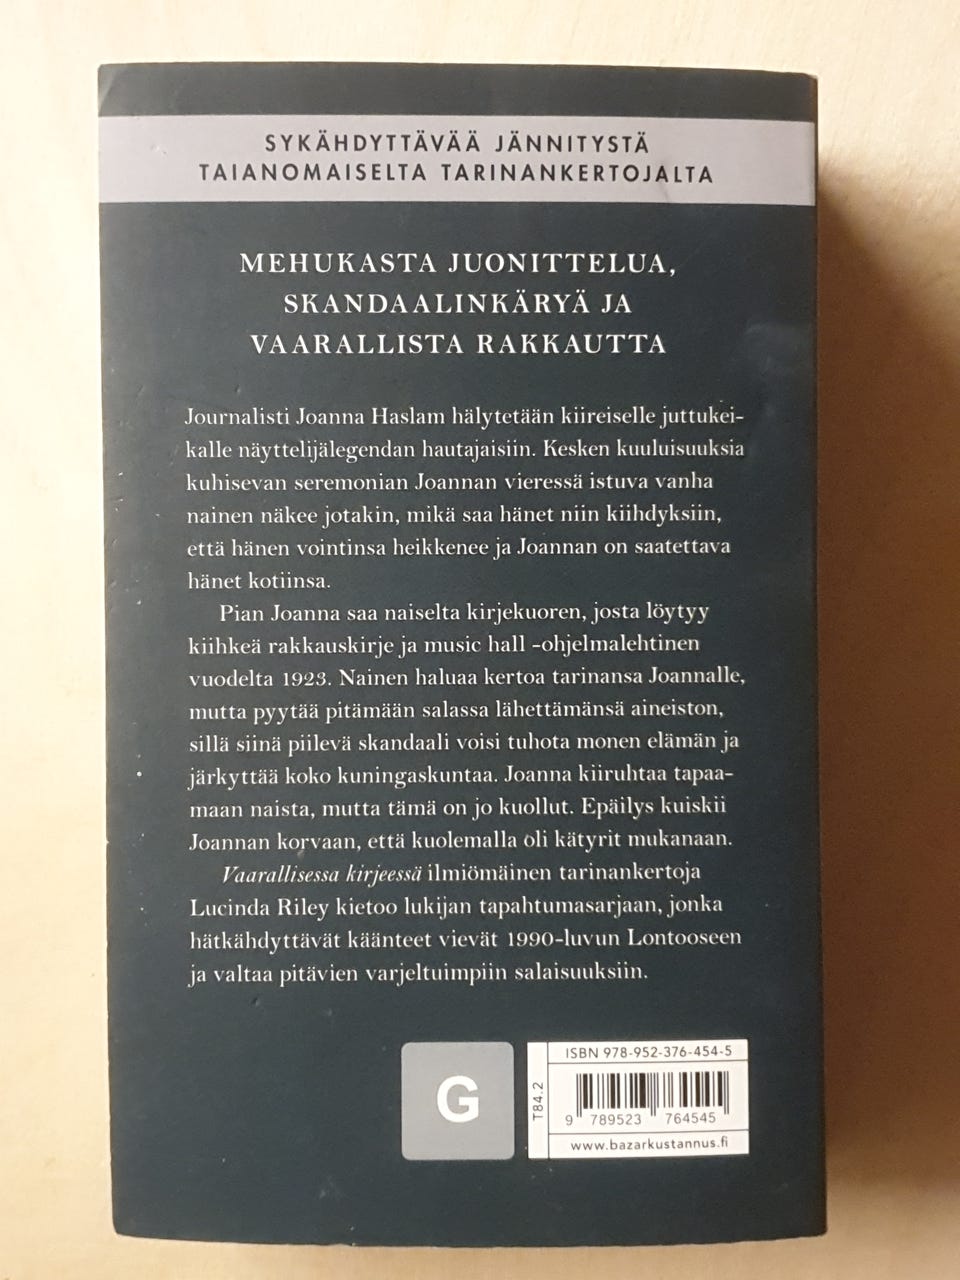 SYKÄHDYTTÄVÄÄ JÄNNITYSTÄ
TAIANOMAISELTA TARINANKERTOJALTA
MEHUKASTA JUONITTELUA,
SKANDAALINKÄRYÄ JA
VAARALLISTA RAKKAUTTA
Journalisti Joanna Haslam hälytetään kiireiselle juttukei-
kalle näyttelijälegendan hautajaisiin. Kesken kuuluisuuksia
kuhisevan seremonian Joannan vieressä istuva vanha
nainen näkee jotakin, mikä saa hänet niin kiihdyksiin,
että hänen vointinsa heikkenee ja Joannan on saatettava
hänet kotiinsa.
Pian Joanna saa naiselta kirjekuoren, josta löytyy
kiihkeä rakkauskirje ja music hall -ohjelmalehtinen
vuodelta 1923. Nainen haluaa kertoa tarinansa Joannalle,
mutta pyytää pitämään salassa lähettämänsä aineiston,
sillä siinä piilevä skandaali voisi tuhota monen elämän ja
järkyttää koko kuningaskuntaa. Joanna kiiruhtaa tapaa-
maan naista, mutta tämä on jo kuollut. Epäilys kuiskii
Joannan korvaan, että kuolemalla oli kätyrit mukanaan.
Vaarallisessa kirjeessä ilmiömäinen tarinankertoja
Lucinda Riley kietoo lukijan tapahtumasarjaan, jonka
hätkähdyttävät käänteet vievät 1990-luvun Lontooseen
ja valtaa pitävien varjeltuimpiin salaisuuksiin.
G
T84.2
ISBN 978-952-376-454-5
9 789523 764545
www.bazarkustannus.fi